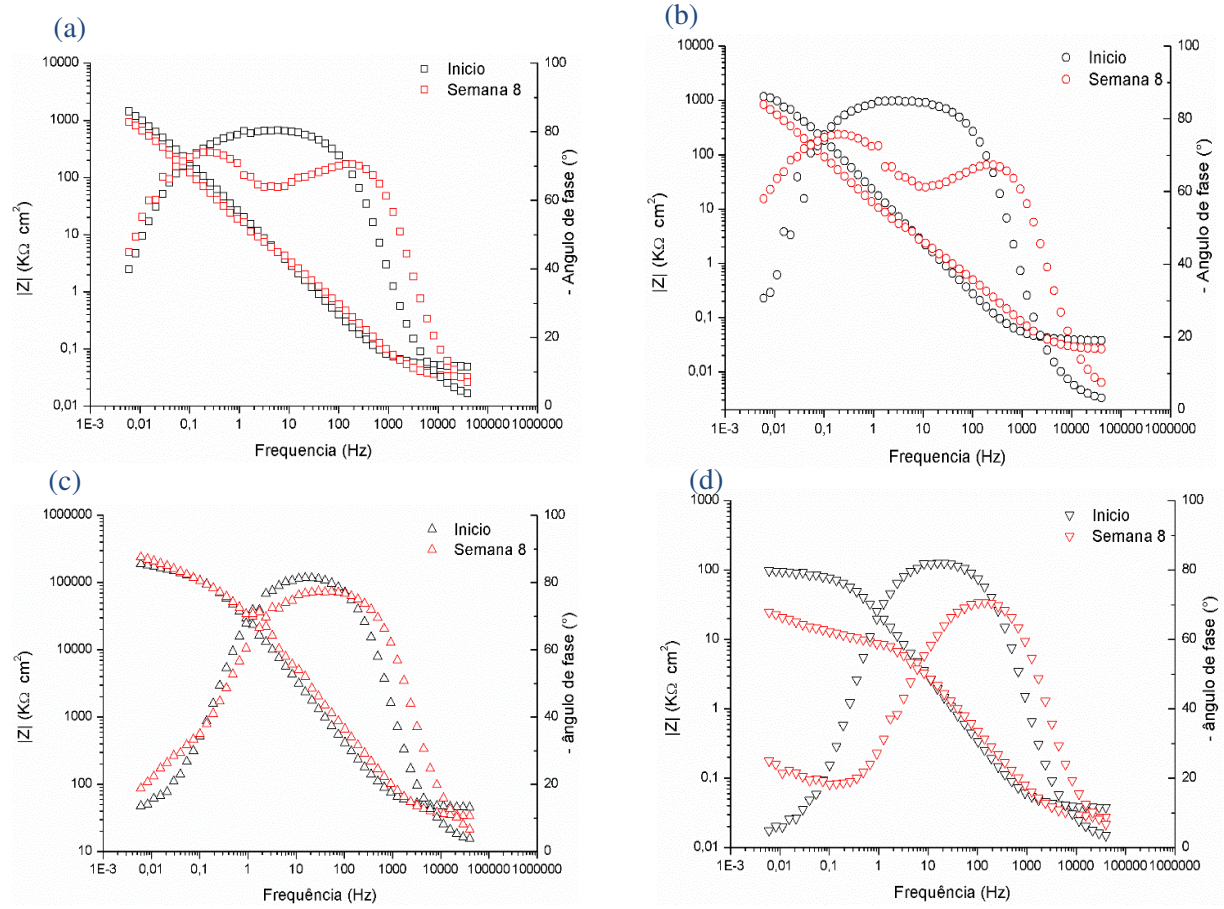 (a)
10000
1000
100
10
1
0,1
0,01
|Z| (KΩ cm²)
100
80
60
40
20
0
- Angulo de fase (°)
Inicio
Semana 8
1E-3 0,01 0,1 1 10 100 1000 10000 100000 1000000
Frequencia (Hz)
(b)
10000
1000
100
10
1
0,1
0,01
|Z| (KΩ cm²)
100
80
60
40
20
0
- Angulo de fase (°)
Inicio
Semana 8
1E-3 0,01 0,1 1 10 100 1000 10000 100000 1000000
Frequencia (Hz)
(c)
1000000
100000
10000
1000
100
10
|Z| (KΩ cm²)
100
80
60
40
20
0
- ângulo de fase (°)
Inicio
Semana 8
1E-3 0,01 0,1 1 10 100 1000 10000 100000 1000000
Frequência (Hz)
(d)
1000
100
10
1
0,1
0,01
|Z| (KΩ cm²)
100
80
60
40
20
0
- ângulo de fase (°)
Inicio
Semana 8
1E-3 0,01 0,1 1 10 100 1000 10000 100000 1000000
Frequência (Hz)